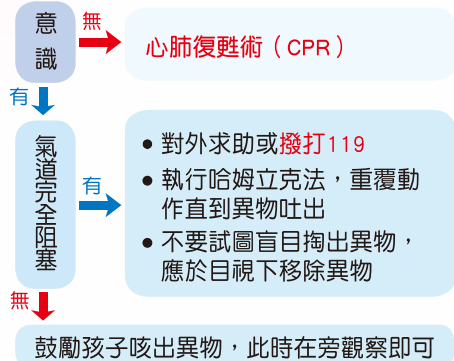 意識
無
心肺復甦術（CPR）
有
氣道完全阻塞
有
● 對外求助或撥打119
● 執行哈姆立克法，重覆動
作直到異物吐出
● 不要試圖盲目掏出異物，
應於目視下移除異物
無
鼓勵孩子咳出異物，此時在旁觀察即可